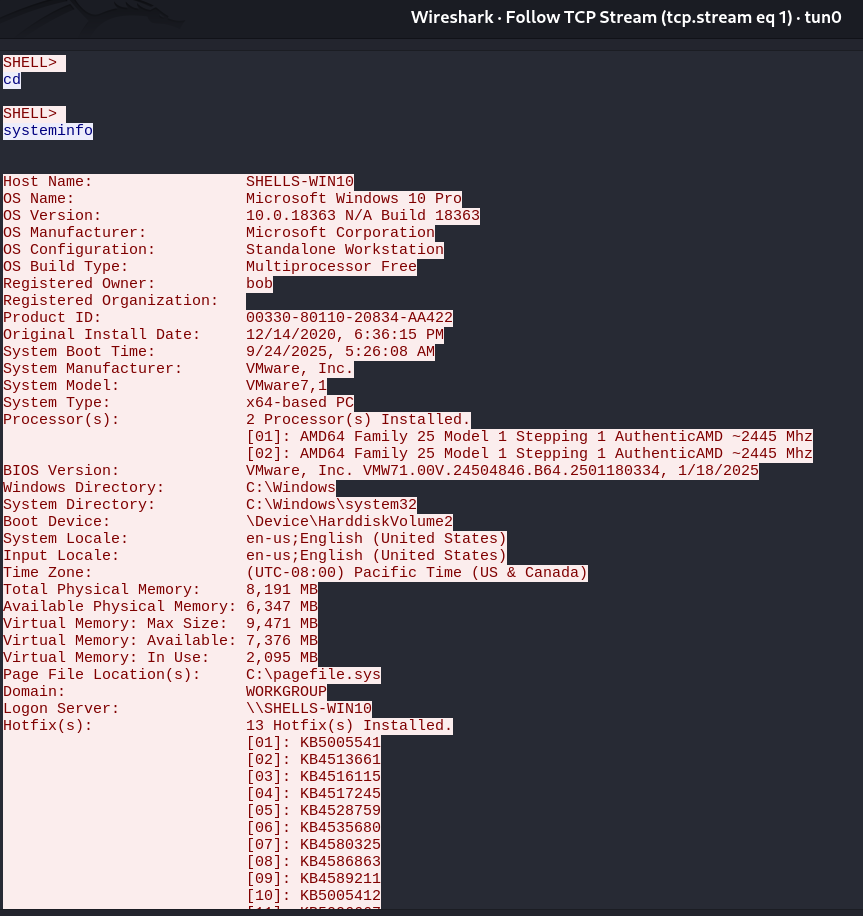 Wireshark · Follow TCP Stream (tcp.stream eq 1) · tun0
SHELL>
cd
SHELL>
systeminfo
Host Name: SHELLS-WIN10
OS Name: Microsoft Windows 10 Pro
OS Version: 10.0.18363 N/A Build 18363
OS Manufacturer: Microsoft Corporation
OS Configuration: Standalone Workstation
OS Build Type: Multiprocessor Free
Registered Owner: bob
Registered Organization:
Product ID: 00330-80110-20834-AA422
Original Install Date: 12/14/2020, 6:36:15 PM
System Boot Time: 9/24/2025, 5:26:08 AM
System Manufacturer: VMware, Inc.
System Model: VMware7,1
System Type: x64-based PC
Processor(s): 2 Processor(s) Installed.
[01]: AMD64 Family 25 Model 1 Stepping 1 AuthenticAMD ~2445 Mhz
[02]: AMD64 Family 25 Model 1 Stepping 1 AuthenticAMD ~2445 Mhz
BIOS Version: VMware, Inc. VMW71.00V.24504846.B64.2501180334, 1/18/2025
Windows Directory: C:\Windows
System Directory: C:\Windows\system32
Boot Device: \Device\HarddiskVolume2
System Locale: en-us;English (United States)
Input Locale: en-us;English (United States)
Time Zone: (UTC-08:00) Pacific Time (US & Canada)
Total Physical Memory: 8,191 MB
Available Physical Memory: 6,347 MB
Virtual Memory: Max Size: 9,471 MB
Virtual Memory: Available: 7,376 MB
Virtual Memory: In Use: 2,095 MB
Page File Location(s): C:\pagefile.sys
Domain: WORKGROUP
Logon Server: \\SHELLS-WIN10
Hotfix(s): 13 Hotfix(s) Installed.
[01]: KB5005541
[02]: KB4513661
[03]: KB4516115
[04]: KB4517245
[05]: KB4528759
[06]: KB4535680
[07]: KB4580325
[08]: KB4586863
[09]: KB4589211
[10]: KB5005412